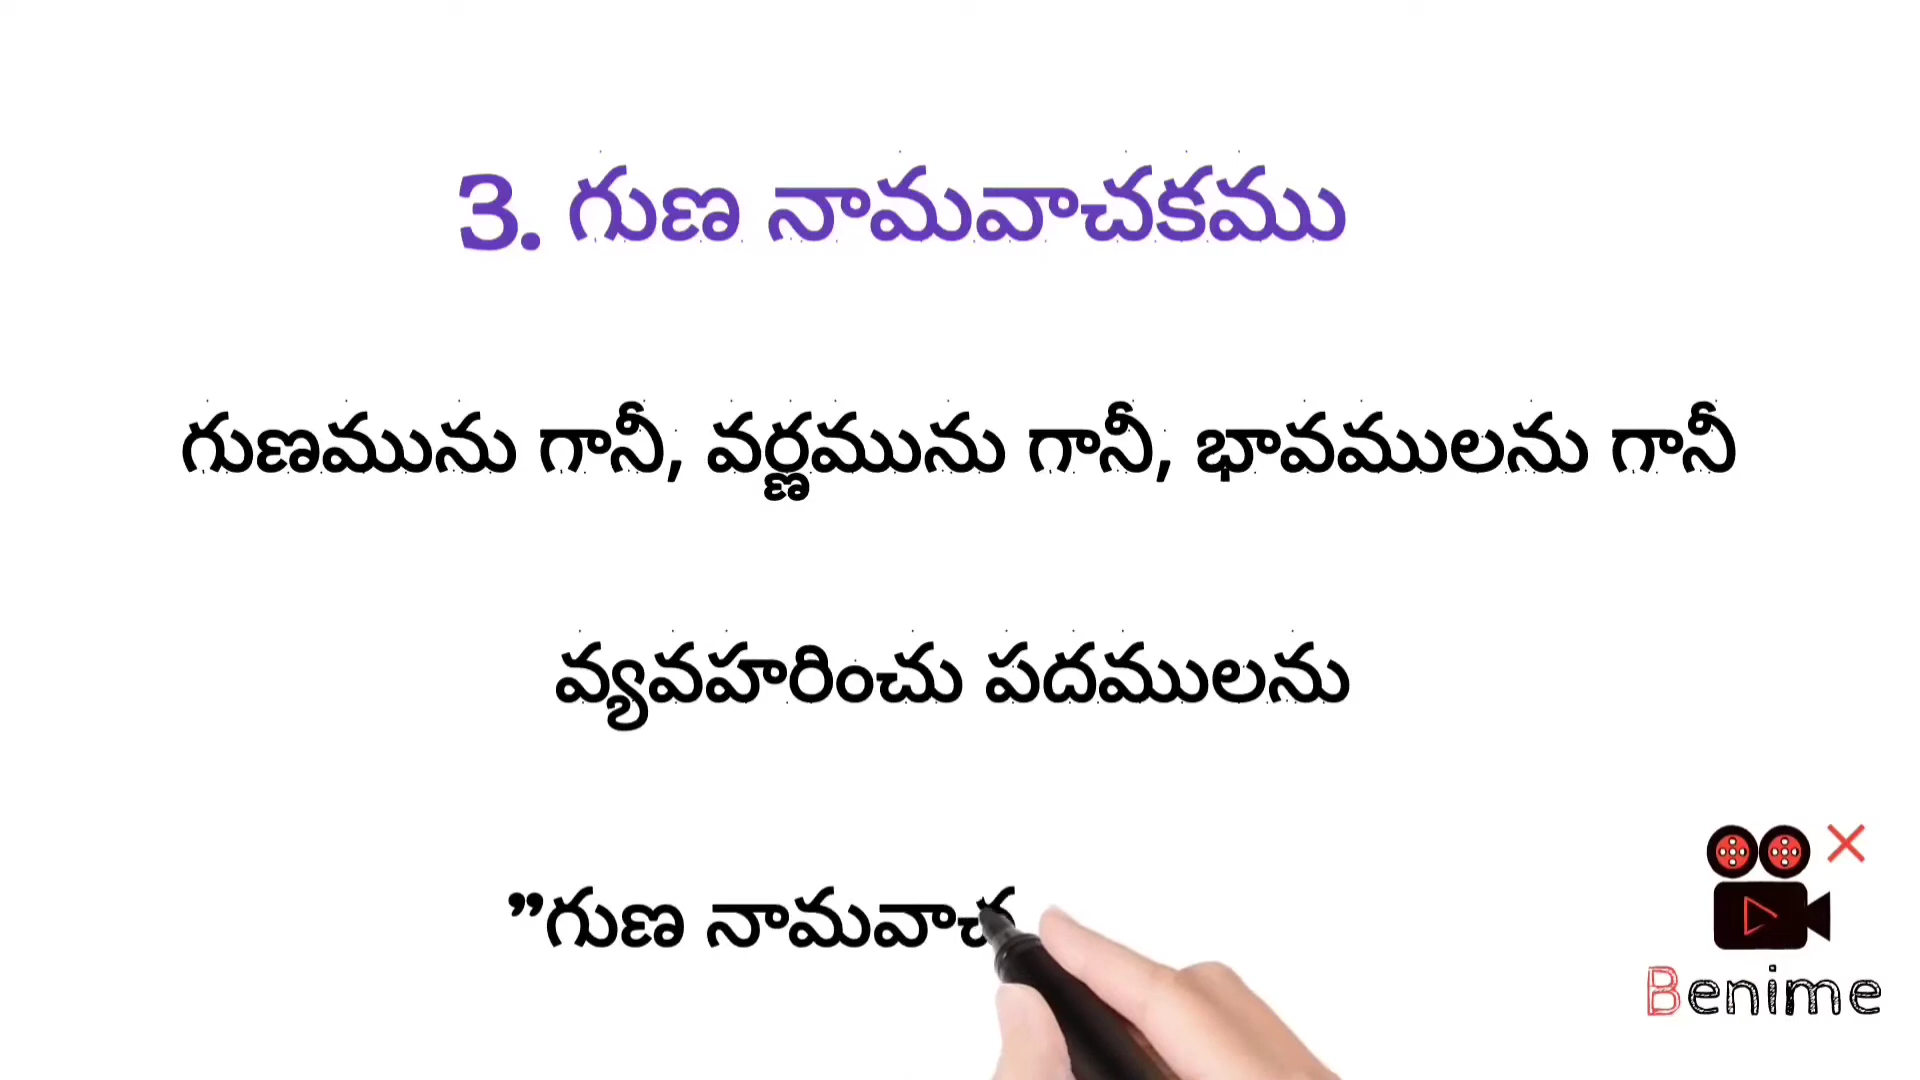 3. గుణ నామవాచకము
గుణమును గానీ, వర్ణమును గానీ, భావములను గానీ
వ్యవహరించు పదములను
”గుణ నామవాచ
Benime